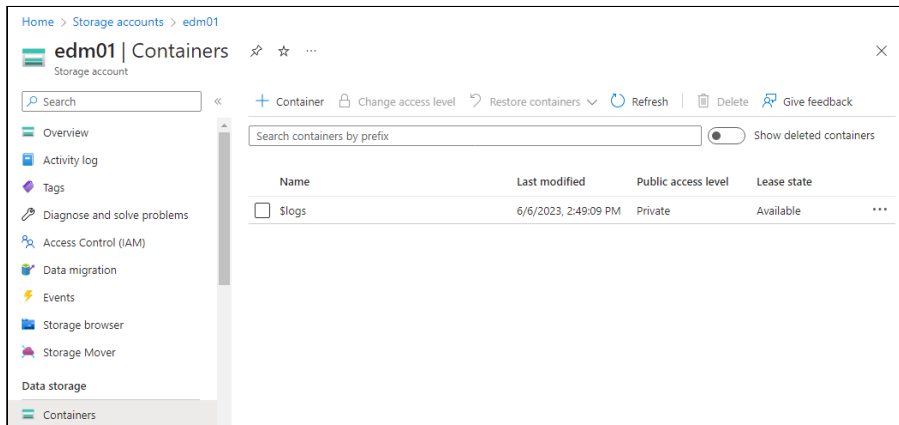 Home > Storage accounts > edm01
edm01 | Containers
Storage account
Search
Overview
Activity log
Tags
Diagnose and solve problems
Access Control (IAM)
Data migration
Events
Storage browser
Storage Mover
Data storage
Containers
Container Change access level Restore containers Refresh Delete Give feedback
Search containers by prefix
Show deleted containers
Name Last modified Public access level Lease state
$logs 6/6/2023, 2:49:09 PM Private Available